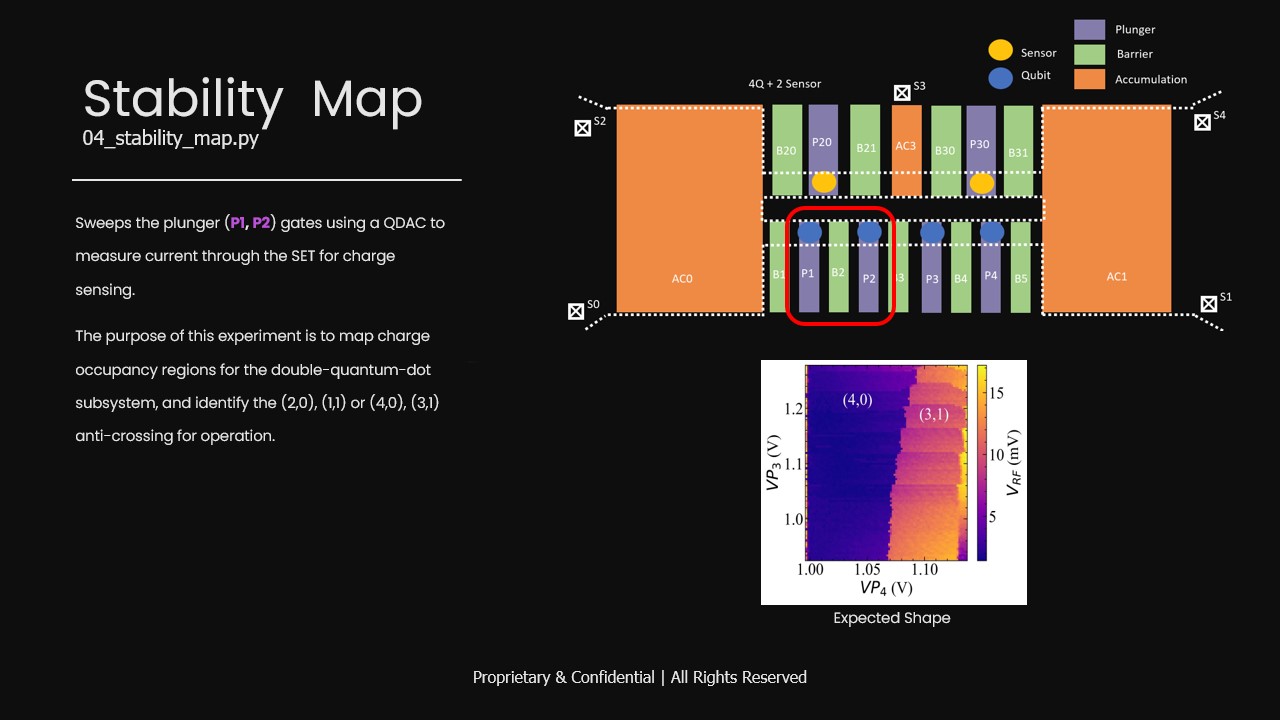 Stability Map
04_stability_map.py
Sweeps the plunger (P1, P2) gates using a QDAC to
measure current through the SET for charge
sensing.
The purpose of this experiment is to map charge
occupancy regions for the double-quantum-dot
subsystem, and identify the (2,0), (1,1) or (4,0), (3,1)
anti-crossing for operation.
Sensor
Qubit
Plunger
Barrier
Accumulation
4Q + 2 Sensor
S3
S2
S4
B20
P20
B21
AC3
B30
P30
B31
AC0
B1
P1
B2
P2
B3
P3
B4
P4
B5
AC1
S0
S1
(4,0)
(3,1)
1.2
1.1
1.0
VP3 (V)
1.00 1.05 1.10
VP4 (V)
15
10
5
VRF (mV)
Expected Shape
Proprietary & Confidential | All Rights Reserved